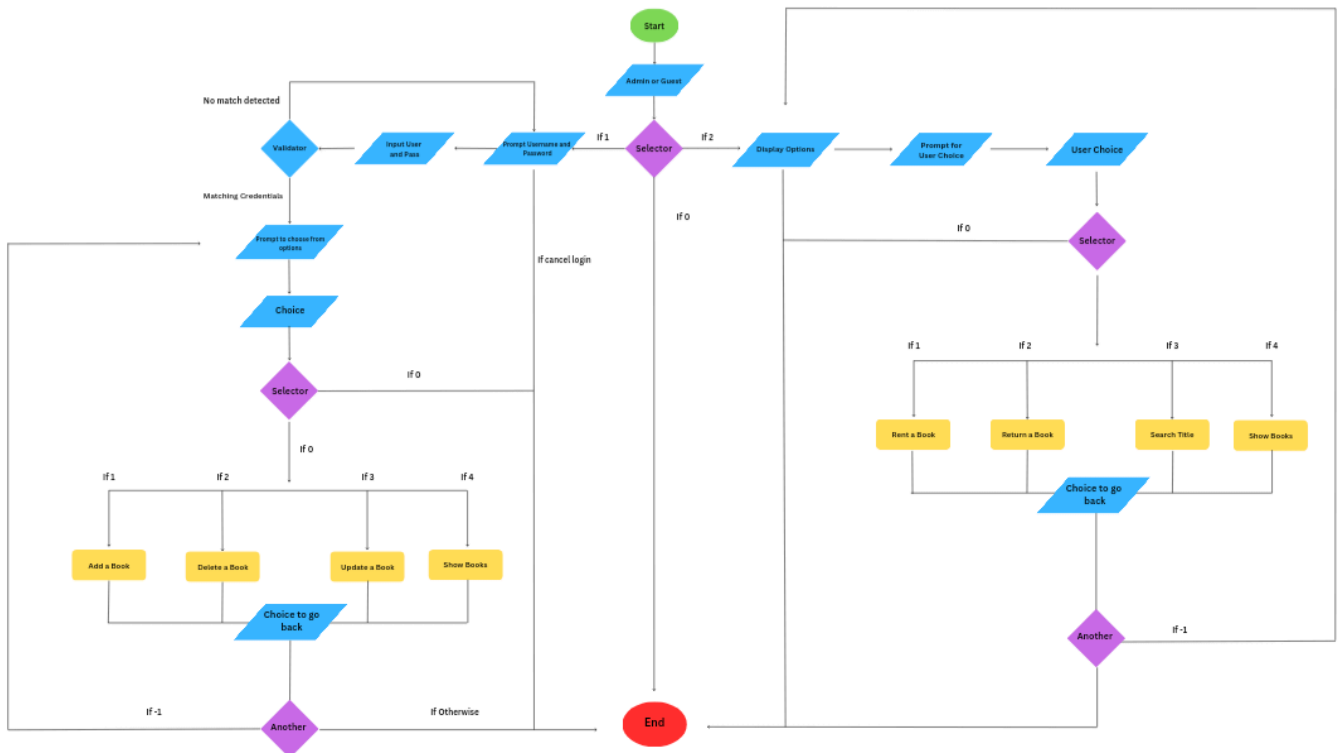 Start
Admin or Guest
No match detected
Validator
Input User
and Pass
Prompt Username and
Password
If 1
Selector
If 2
Display Options
Prompt for
User Choice
User Choice
Matching Credentials
If 0
If 0
Selector
Prompt to choose from
options
If cancel login
Choice
If 1
If 2
If 3
If 4
Selector
If 0
Rent a Book
Return a Book
Search Title
Show Books
If 0
If 1
If 2
If 3
If 4
Choice to go
back
Add a Book
Delete a Book
Update a Book
Show Books
Choice to go
back
Another
If -1
If -1
Another
If Otherwise
End